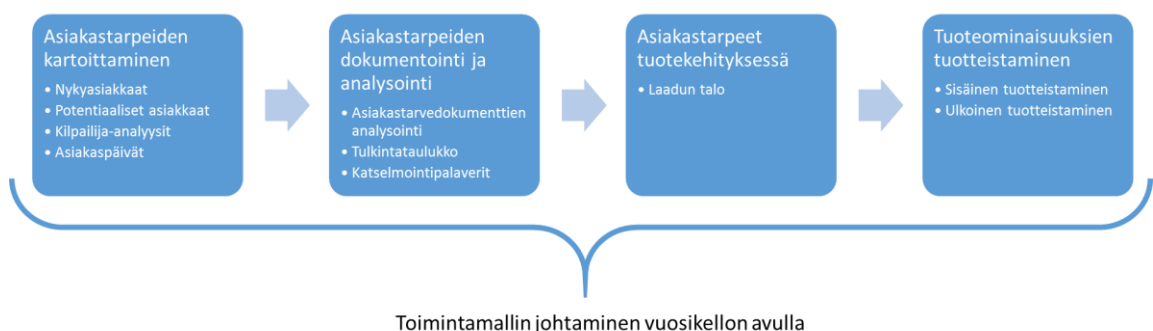 Asiakastarpeiden
kartoittaminen
• Nykyasiakkaat
• Potentiaaliset asiakkaat
• Kilpailija-analyysit
• Asiakaspäivät
Asiakastarpeiden
dokumentointi ja
analysointi
• Asiakastarvedokumenttien
analysointi
• Tulkintataulukko
• Katselmointipalaverit
Asiakastarpeet
tuotekehityksessä
• Laadun talo
Tuoteominaisuuksien
tuotteistaminen
• Sisäinen tuotteistaminen
• Ulkoinen tuotteistaminen
Toimintamallin johtaminen vuosikellon avulla